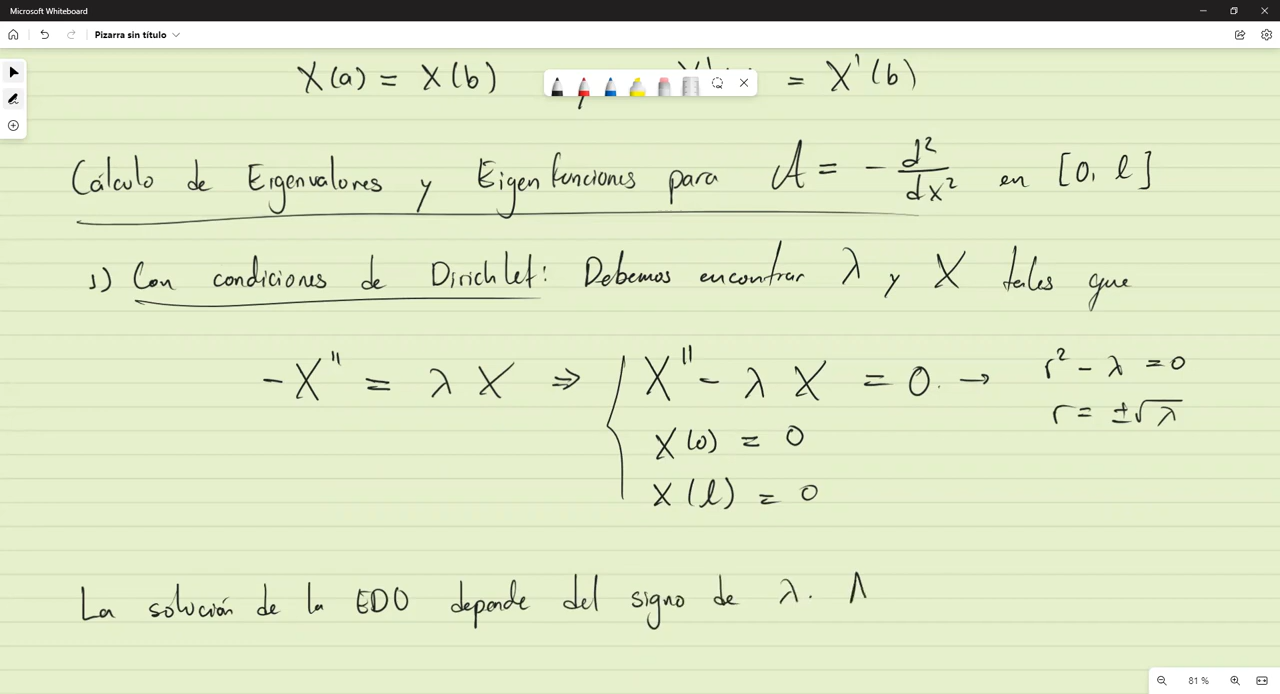 Microsoft Whiteboard
Pizarra sin título
X(a) = X(b) = X'(b)
Cálculo de Eigenvalores y Eigenfunciones para A = - d²/dx² en [0, l]
1) Con condiciones de Dirichlet: Debemos encontrar λ y X tales que
-X'' = λ X ⇒ { X'' - λ X = 0. → r² - λ = 0
r = ±√λ
X(0) = 0
X(l) = 0
La solución de la EDO depende del signo de λ. A
81 %